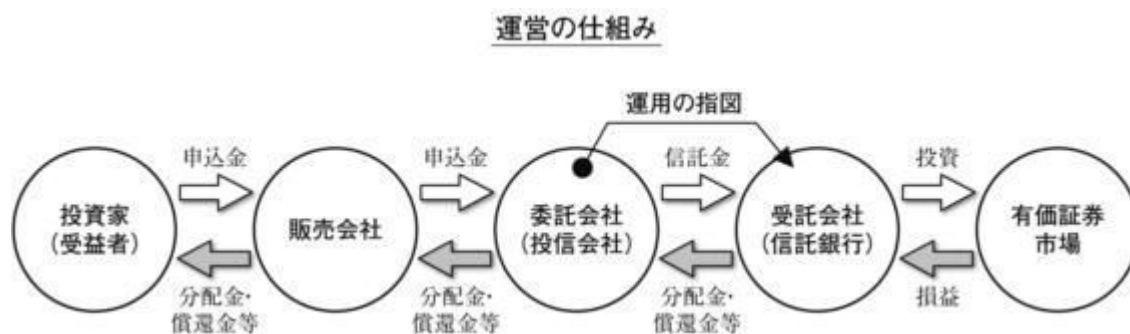 運営の仕組み
運用の指図
申込金
申込金
信託金
投資
投資家
(受益者)
販売会社
委託会社
(投信会社)
受託会社
(信託銀行)
有価証券
市場
分配金・
償還金等
分配金・
償還金等
分配金・
償還金等
損益